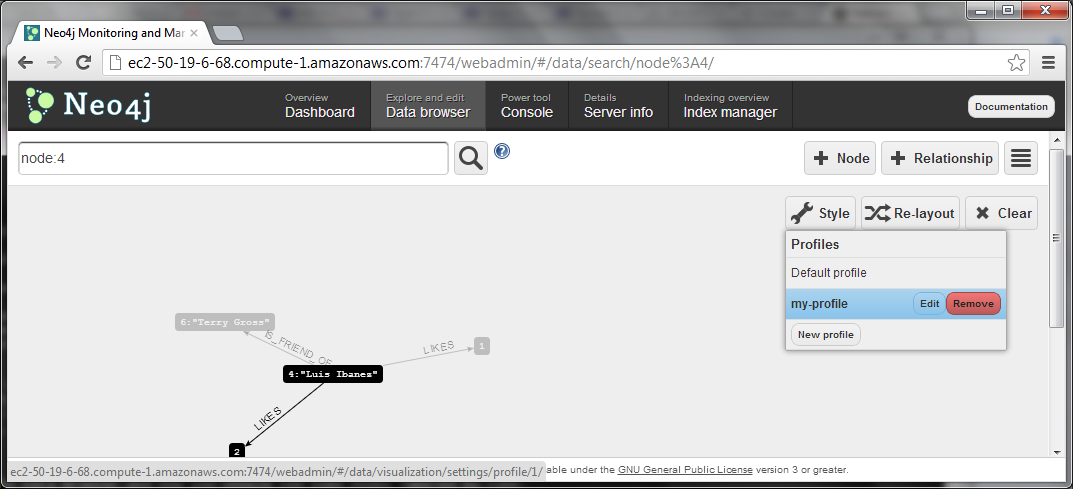 Neo4j Monitoring and Mar
ec2-50-19-6-68.compute-1.amazonaws.com:7474/webadmin/#/data/search/node%3A4/
Neo4j
Overview
Dashboard
Explore and edit
Data browser
Power tool
Console
Details
Server info
Indexing overview
Index manager
Documentation
node:4
?
Node
Relationship
Style
Re-layout
Clear
Profiles
Default profile
my-profile
Edit
Remove
New profile
6:"Terry Gross"
IS_FRIEND_OF
LIKES
1
4:"Luis Ibanez"
LIKES
2
ec2-50-19-6-68.compute-1.amazonaws.com:7474/webadmin/#/data/visualization/settings/profile/1/
able under the GNU General Public License version 3 or greater.